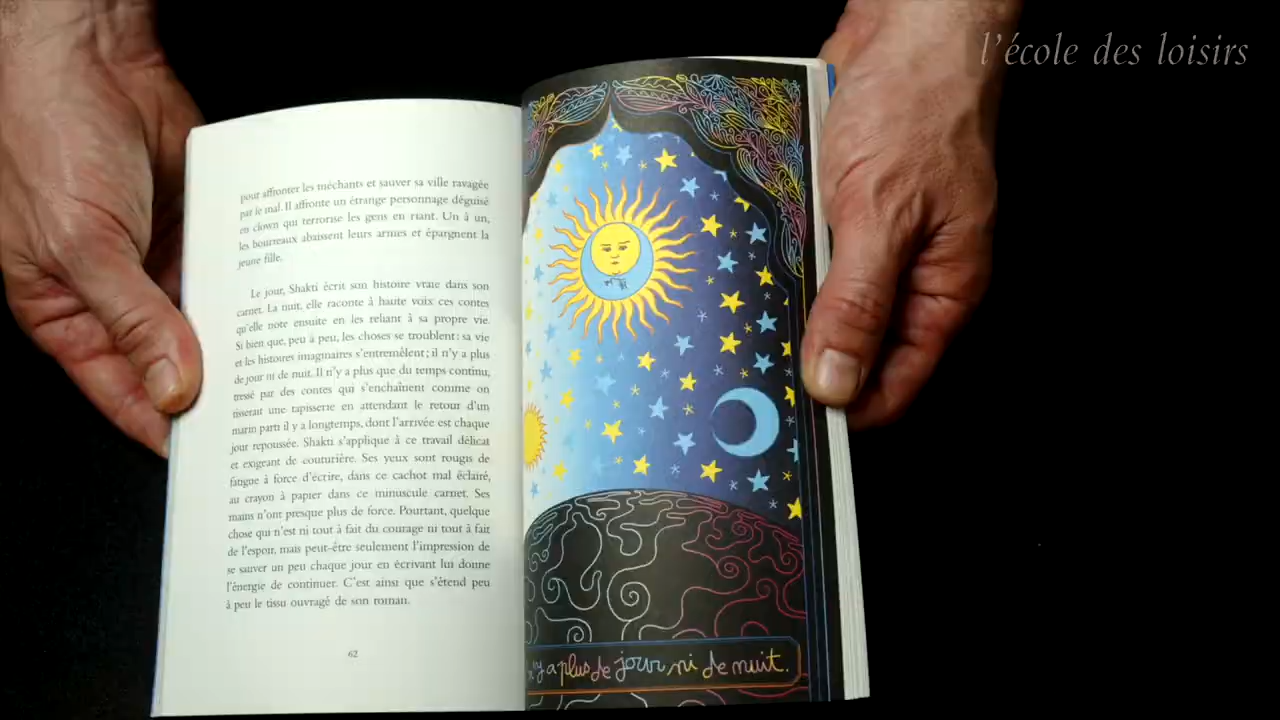 l'école des loisirs
pour affronter les méchants et sauver sa ville ravagée
par le mal. Il affronte un étrange personnage déguisé
en clown qui terrorise les gens en riant. Un à un,
les bourreaux abaissent leurs armes et épargnent la
jeune fille.
Le jour, Shakti écrit son histoire vraie dans son
carnet. La nuit, elle raconte à haute voix ces contes
qu'elle note ensuite en les reliant à sa propre vie.
Si bien que, peu à peu, les choses se troublent : sa vie
et les histoires imaginaires s'entremêlent ; il n'y a plus
de jour ni de nuit. Il n'y a plus que du temps continu,
tressé par des contes qui s'enchaînent comme on
tisserait une tapisserie en attendant le retour d'un
marin parti il y a longtemps, dont l'arrivée est chaque
jour repoussée. Shakti s'applique à ce travail délicat
et exigeant de couturière. Ses yeux sont rougis de
fatigue à force d'écrire, dans ce cachot mal éclairé,
au crayon à papier dans ce minuscule carnet. Ses
mains n'ont presque plus de force. Pourtant, quelque
chose qui n'est ni tout à fait du courage ni tout à fait
de l'espoir, mais peut-être seulement l'impression de
se sauver un peu chaque jour en écrivant lui donne
l'énergie de continuer. C'est ainsi que s'étend peu
à peu le tissu ouvragé de son roman.
62
n'y a plus de jour ni de nuit.